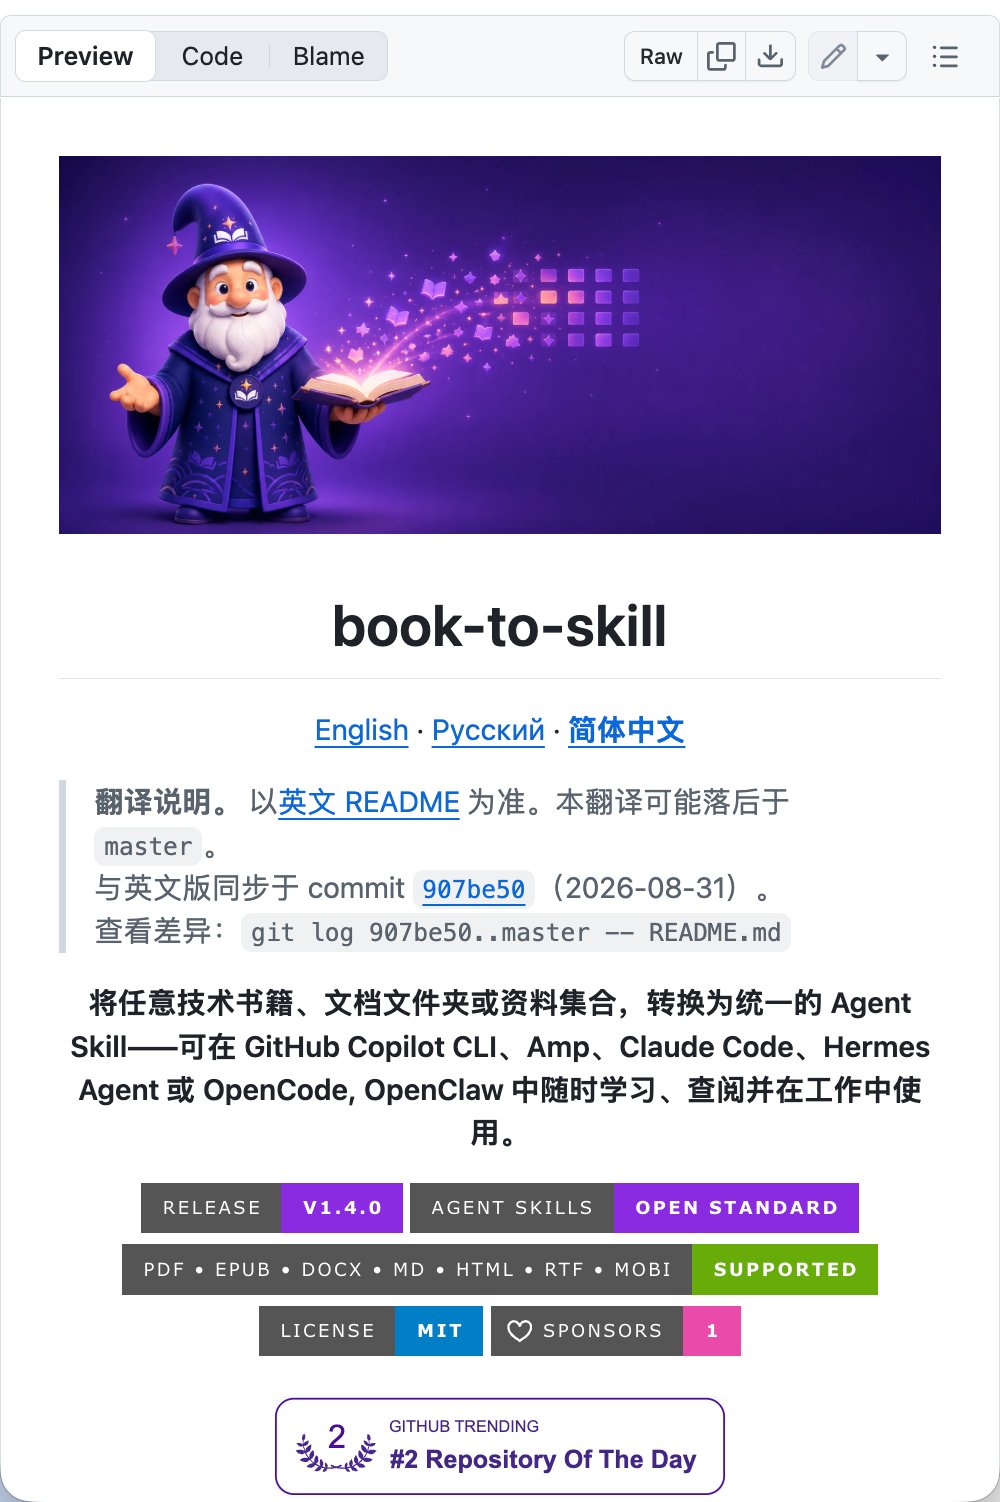 Preview Code Blame Raw
book-to-skill
English · Русский · 简体中文
翻译说明。 以英文 README 为准。本翻译可能落后于
master。
与英文版同步于 commit 907be50（2026-08-31）。
查看差异：git log 907be50..master -- README.md
将任意技术书籍、文档文件夹或资料集合，转换为统一的 Agent
Skill——可在 GitHub Copilot CLI、Amp、Claude Code、Hermes
Agent 或 OpenCode, OpenClaw 中随时学习、查阅并在工作中使
用。
RELEASE V1.4.0 AGENT SKILLS OPEN STANDARD
PDF • EPUB • DOCX • MD • HTML • RTF • MOBI SUPPORTED
LICENSE MIT SPONSORS 1
2 GITHUB TRENDING
#2 Repository Of The Day